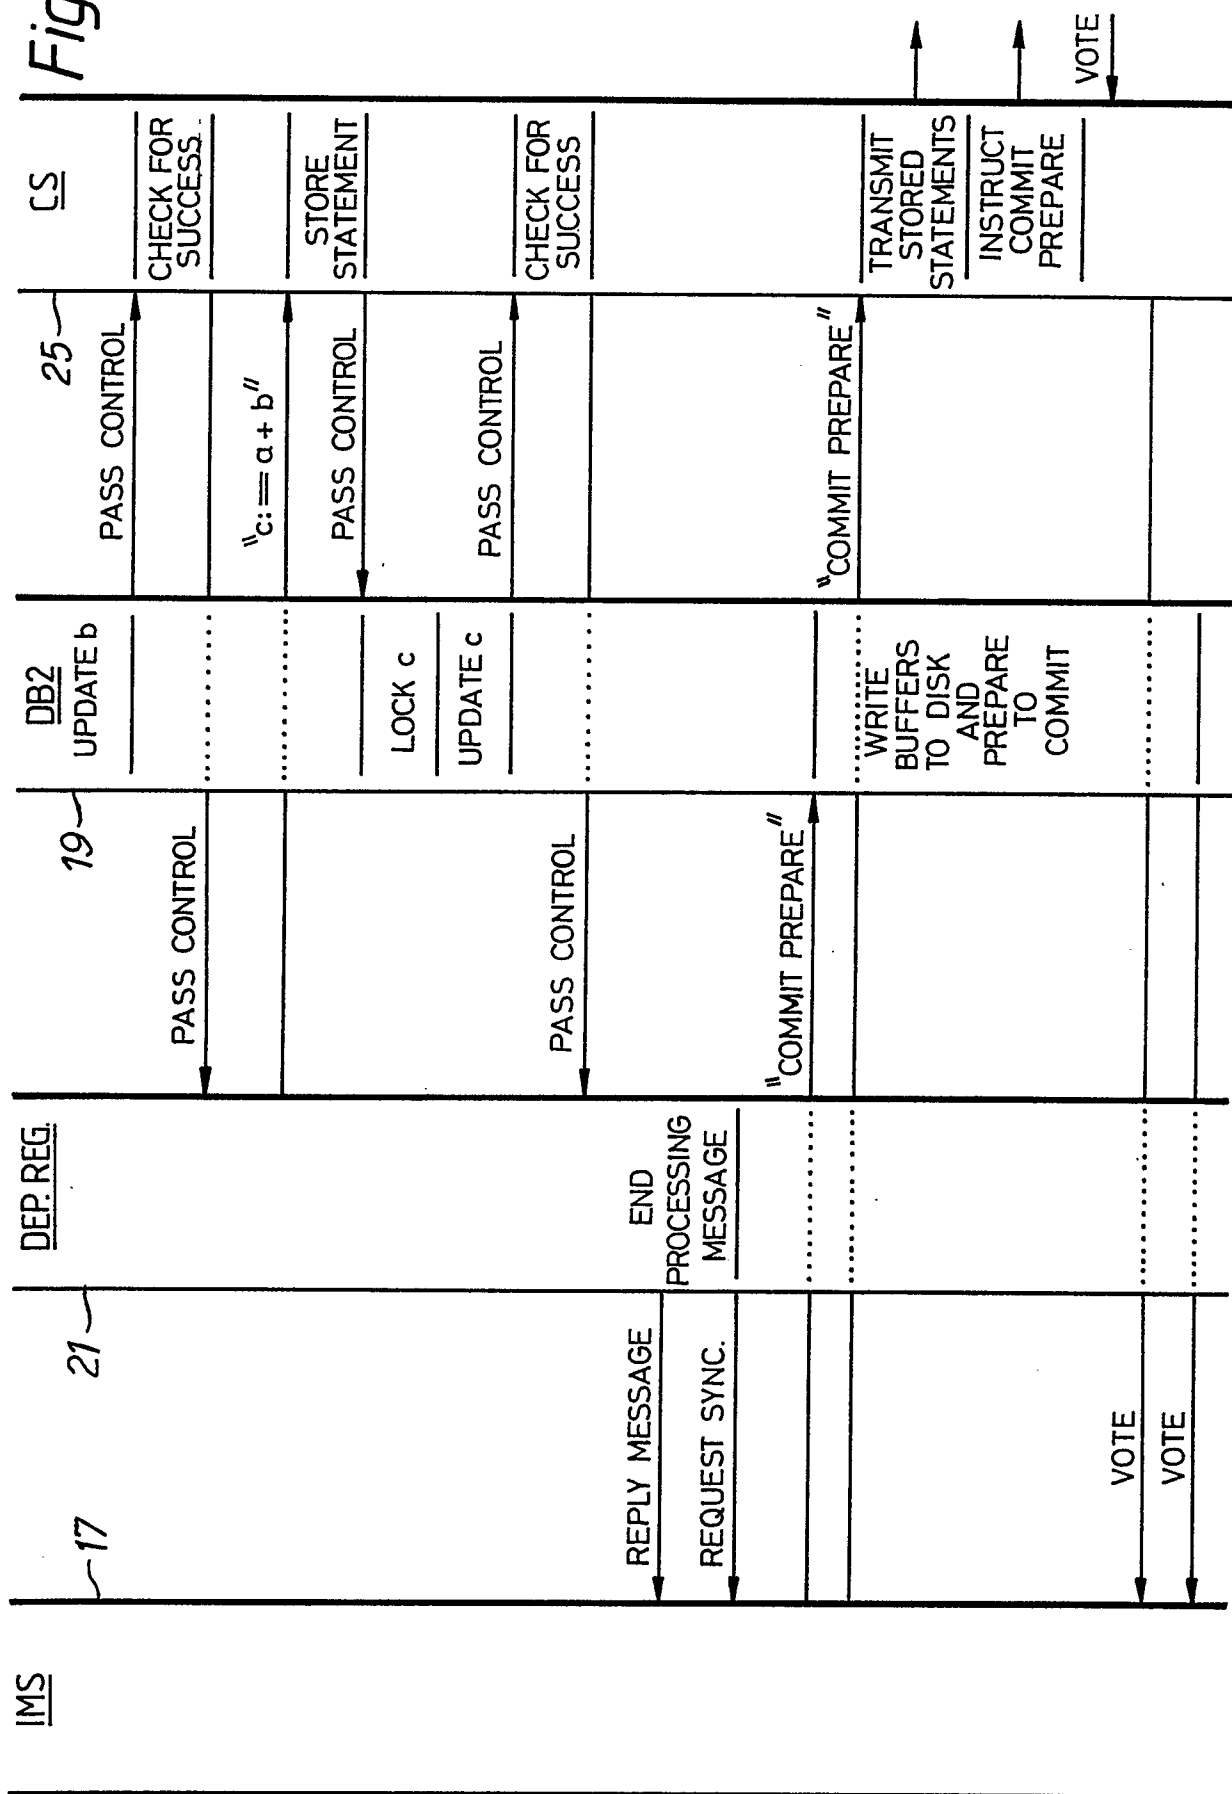 Fig
IMS
DEP. REG.
DB2
CS
17
21
19
25
UPDATE b
PASS CONTROL
CHECK FOR
SUCCESS
PASS CONTROL
"c:=a+b"
STORE
STATEMENT
PASS CONTROL
LOCK c
UPDATE c
PASS CONTROL
CHECK FOR
SUCCESS
PASS CONTROL
REPLY MESSAGE
END
PROCESSING
MESSAGE
REQUEST SYNC.
"COMMIT PREPARE"
"COMMIT PREPARE"
WRITE
BUFFERS
TO DISK
AND
PREPARE
TO
COMMIT
TRANSMIT
STORED
STATEMENTS
INSTRUCT
COMMIT
PREPARE
VOTE
VOTE
VOTE